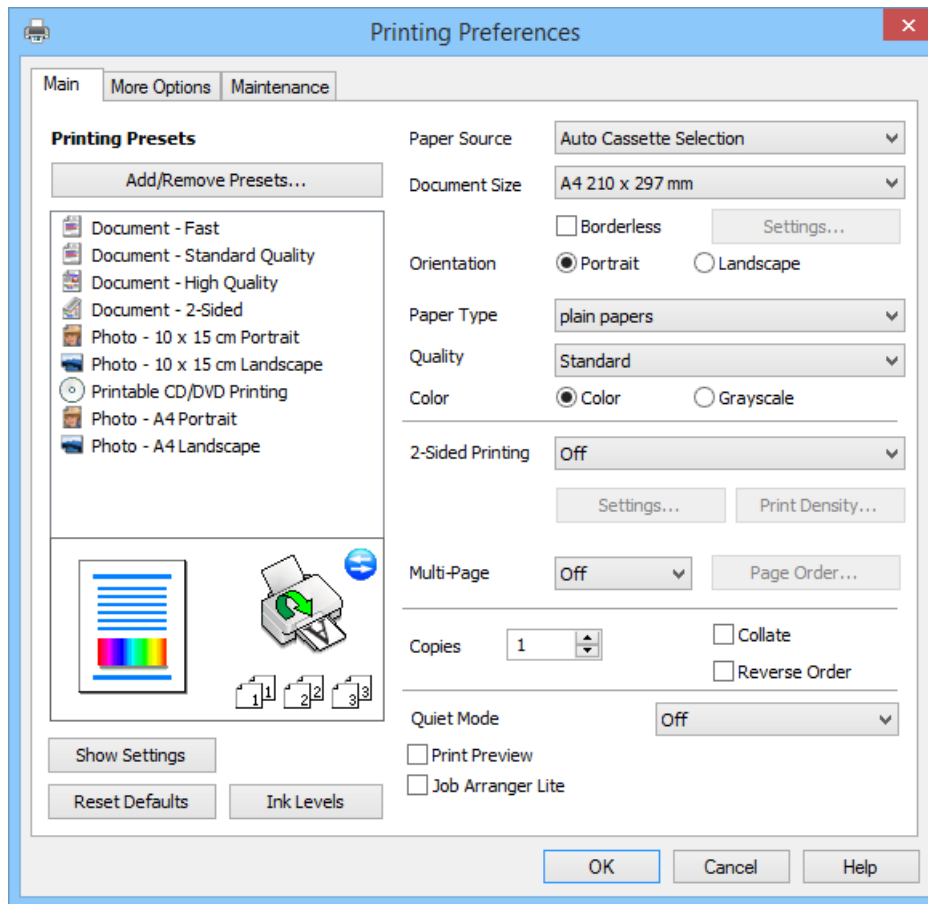 Printing Preferences
Main
More Options
Maintenance
Printing Presets
Add/Remove Presets...
Document - Fast
Document - Standard Quality
Document - High Quality
Document - 2-Sided
Photo - 10 x 15 cm Portrait
Photo - 10 x 15 cm Landscape
Printable CD/DVD Printing
Photo - A4 Portrait
Photo - A4 Landscape
A
1 1 2 2 3 3
Show Settings
Reset Defaults
Ink Levels
Paper Source
Auto Cassette Selection
Document Size
A4 210 x 297 mm
Borderless
Settings...
Orientation
Portrait
Landscape
Paper Type
plain papers
Quality
Standard
Color
Color
Grayscale
2-Sided Printing
Off
Settings...
Print Density...
Multi-Page
Off
Page Order...
Copies
1
Collate
Reverse Order
Quiet Mode
Off
Print Preview
Job Arranger Lite
OK
Cancel
Help